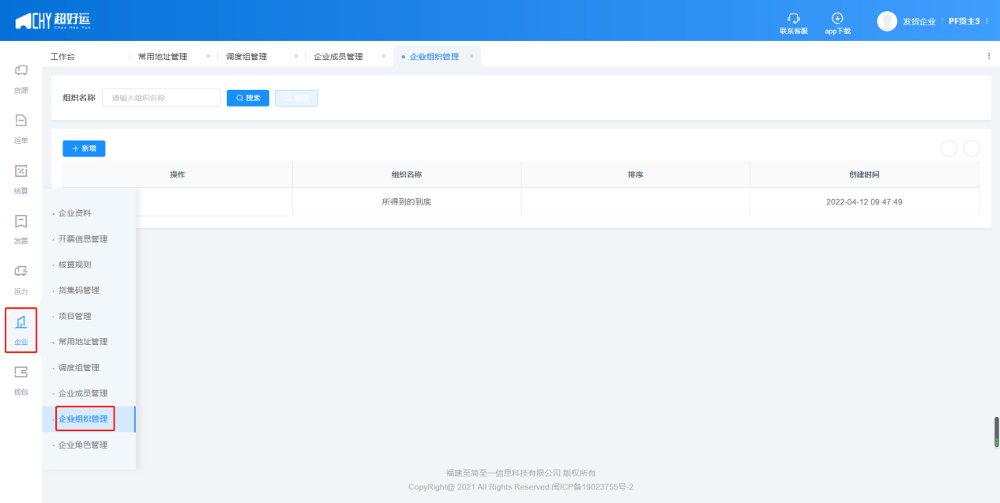 CHY 超好运
Chao Hao Yun
联系客服
app下载
发货企业
PF货主3
工作台
常用地址管理 ×
调度组管理 ×
企业成员管理 ×
企业组织管理 ×
货源
运单
结算
发票
运力
企业
钱包
组织名称
请输入组织名称
搜索
重置
+ 新增
操作 组织名称 排序 创建时间
所得到的到底 2022-04-12 09:47:49
· 企业资料
· 开票信息管理
· 核算规则
· 货集码管理
· 项目管理
· 常用地址管理
· 调度组管理
· 企业成员管理
· 企业组织管理
· 企业角色管理
福建至简至一信息科技有限公司 版权所有
CopyRight@ 2021 All Rights Reserved 闽ICP备19023755号-2